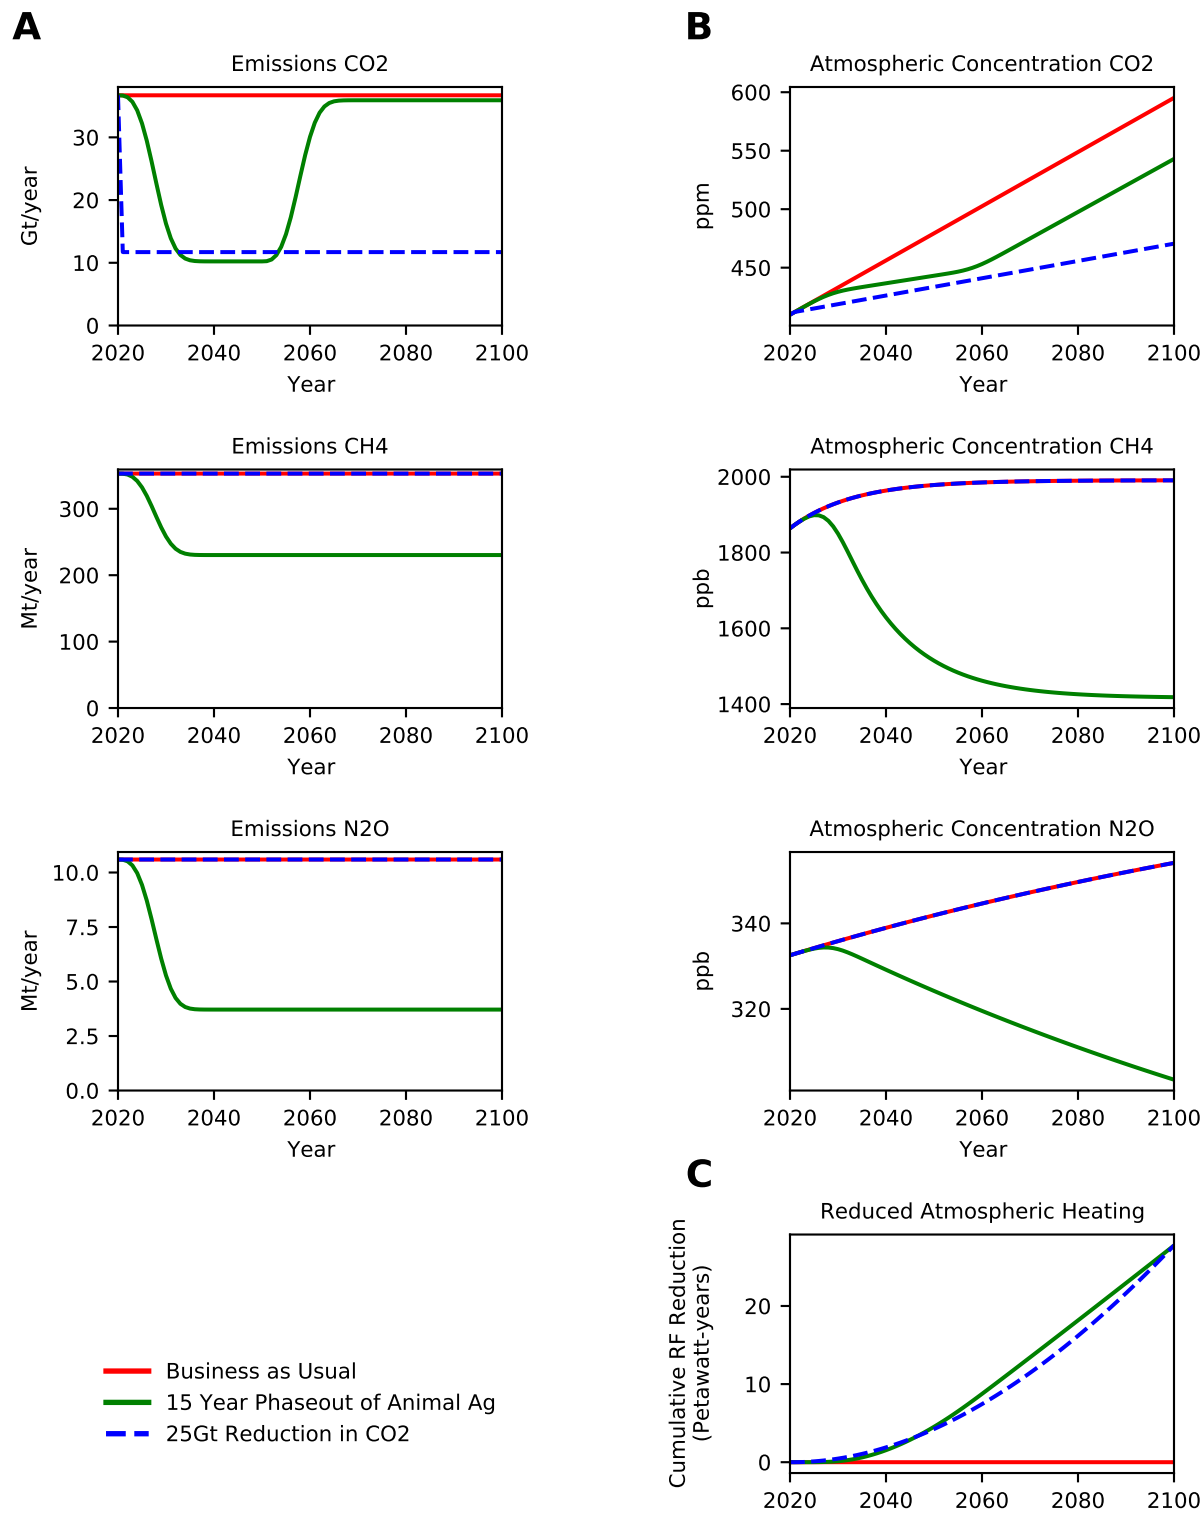 A
Emissions CO2
Gt/year
30
20
10
0
2020 2040 2060 2080 2100
Year
B
Atmospheric Concentration CO2
ppm
600
550
500
450
2020 2040 2060 2080 2100
Year
Emissions CH4
Mt/year
300
200
100
0
2020 2040 2060 2080 2100
Year
Atmospheric Concentration CH4
ppb
2000
1800
1600
1400
2020 2040 2060 2080 2100
Year
Emissions N2O
Mt/year
10.0
7.5
5.0
2.5
0.0
2020 2040 2060 2080 2100
Year
Atmospheric Concentration N2O
ppb
340
320
2020 2040 2060 2080 2100
Year
C
Reduced Atmospheric Heating
Cumulative RF Reduction
(Petawatt-years)
20
10
0
2020 2040 2060 2080 2100
Business as Usual
15 Year Phaseout of Animal Ag
25Gt Reduction in CO2